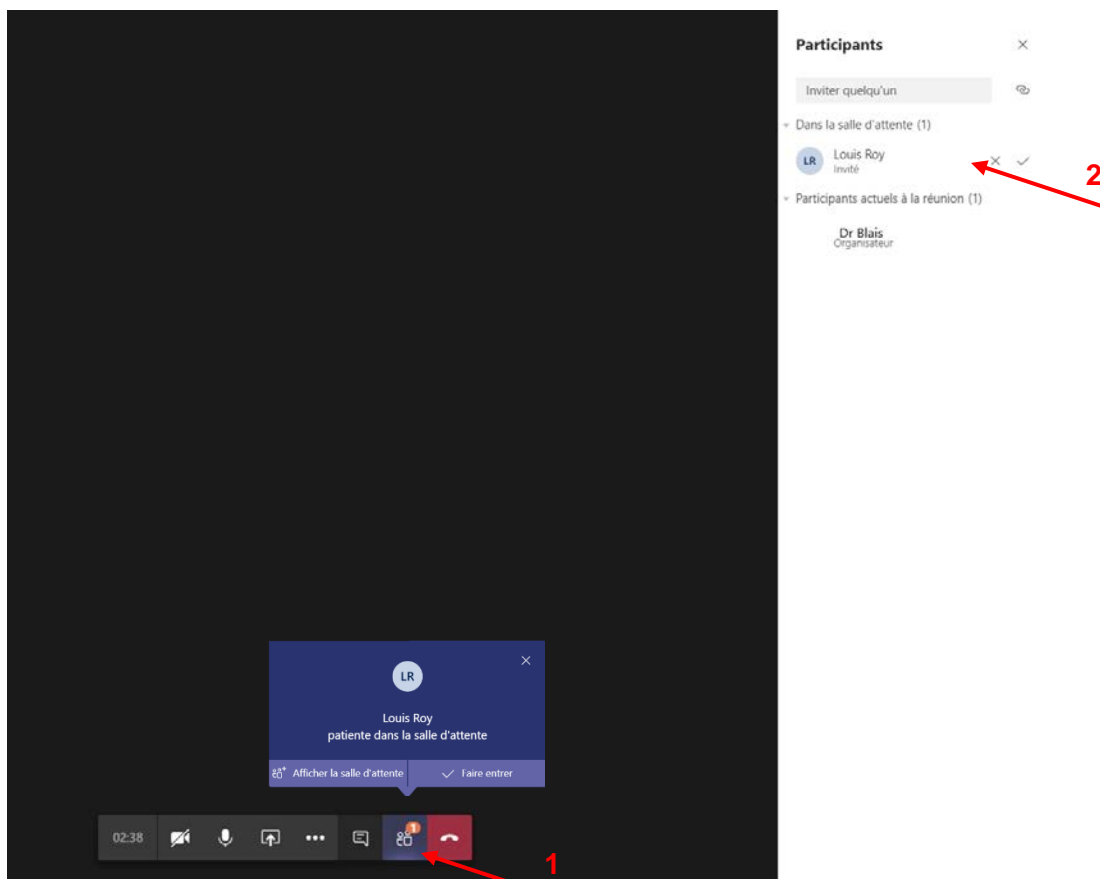 Participants
Inviter quelqu'un
Dans la salle d'attente (1)
LR
Louis Roy
Invité
2
Participants actuels à la réunion (1)
Dr Blais
Organisateur
LR
Louis Roy
patiente dans la salle d'attente
Afficher la salle d'attente
Faire entrer
02:38
1
1